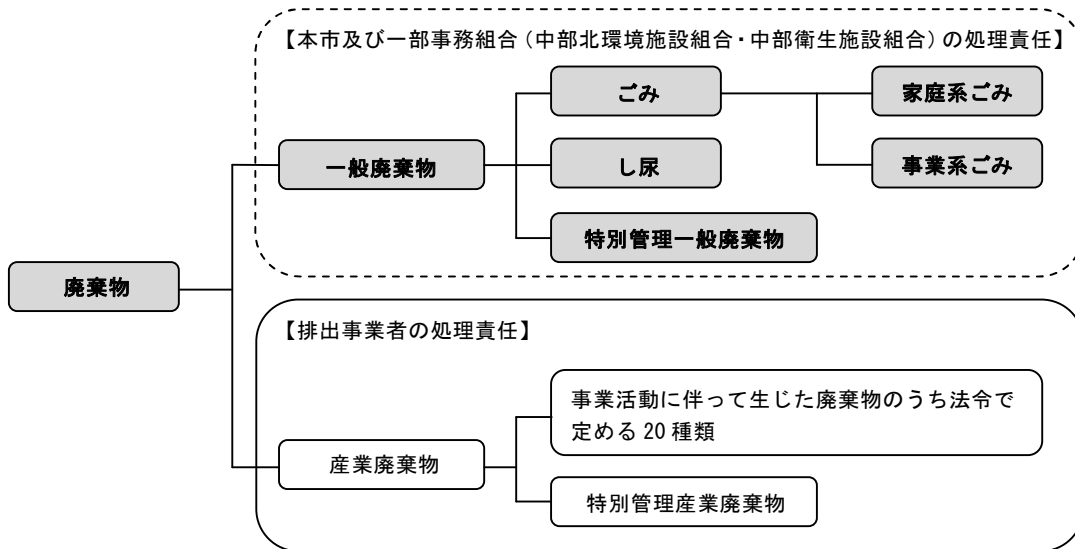 【本市及び一部事務組合（中部北環境施設組合・中部衛生施設組合）の処理責任】
ごみ
家庭系ごみ
一般廃棄物
し尿
事業系ごみ
特別管理一般廃棄物
廃棄物
【排出事業者の処理責任】
事業活動に伴って生じた廃棄物のうち法令で
定める 20 種類
産業廃棄物
特別管理産業廃棄物